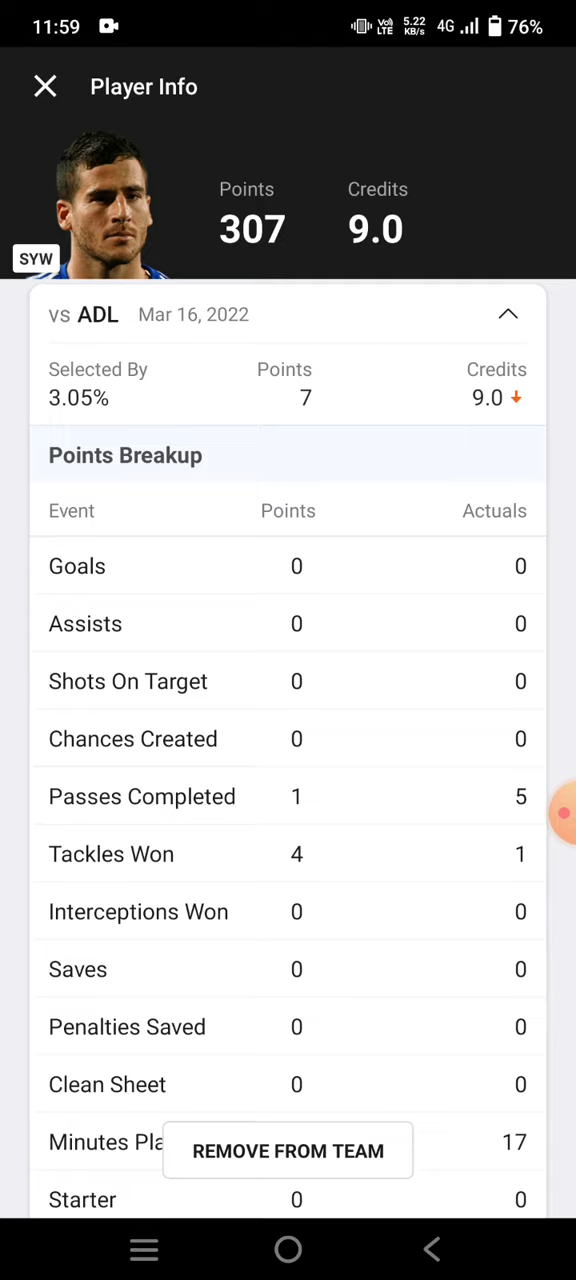 11:59 Vo) LTE 5.22 KB/s 4G 76%
Player Info
Points Credits
307 9.0
SYW
vs ADL Mar 16, 2022
Selected By Points Credits
3.05% 7 9.0
Points Breakup
Event Points Actuals
Goals 0 0
Assists 0 0
Shots On Target 0 0
Chances Created 0 0
Passes Completed 1 5
Tackles Won 4 1
Interceptions Won 0 0
Saves 0 0
Penalties Saved 0 0
Clean Sheet 0 0
Minutes Pla 17
REMOVE FROM TEAM
Starter 0 0